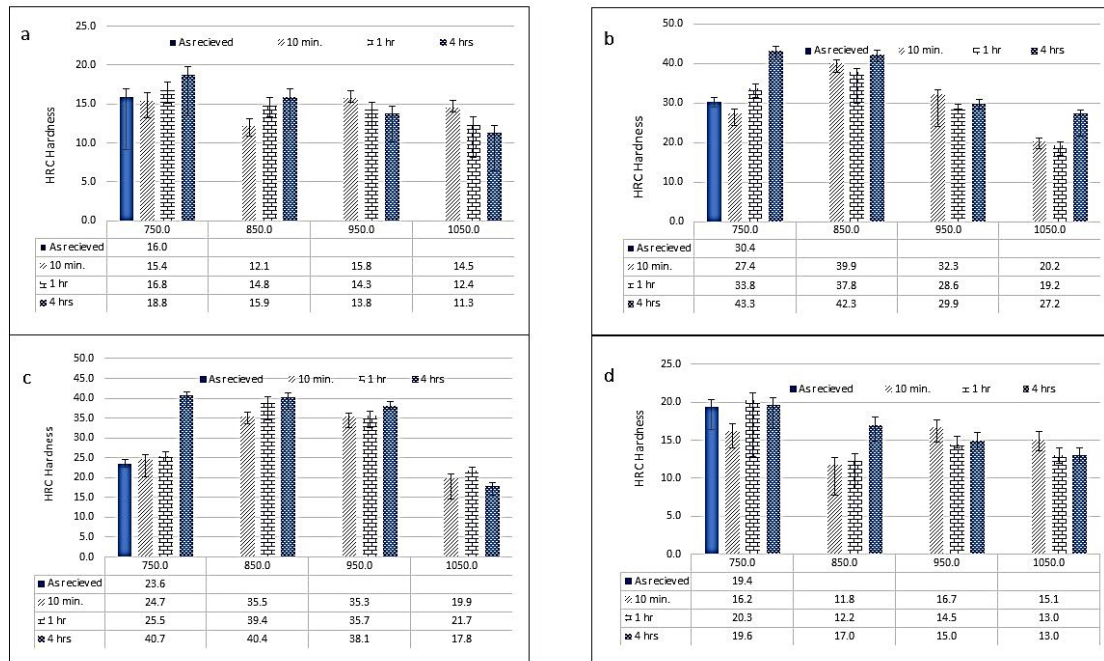 a
25.0
As recieved 10 min. 1 hr 4 hrs
20.0
15.0
10.0
5.0
0.0
HRC Hardness
750.0 850.0 950.0 1050.0
As recieved 16.0
10 min. 15.4 12.1 15.8 14.5
1 hr 16.8 14.8 14.3 12.4
4 hrs 18.8 15.9 13.8 11.3
b
50.0
As recieved 10 min. 1 hr 4 hrs
40.0
30.0
20.0
10.0
0.0
HRC Hardness
750.0 850.0 950.0 1050.0
As recieved 30.4
10 min. 27.4 39.9 32.3 20.2
1 hr 33.8 37.8 28.6 19.2
4 hrs 43.3 42.3 29.9 27.2
c
50.0
45.0
As recieved 10 min. 1 hr 4 hrs
40.0
35.0
30.0
25.0
20.0
15.0
10.0
5.0
0.0
HRC Hardness
750.0 850.0 950.0 1050.0
As recieved 23.6
10 min. 24.7 35.5 35.3 19.9
1 hr 25.5 39.4 35.7 21.7
4 hrs 40.7 40.4 38.1 17.8
d
25.0
As recieved 10 min. 1 hr 4 hrs
20.0
15.0
10.0
5.0
0.0
HRC Hardness
750.0 850.0 950.0 1050.0
As recieved 19.4
10 min. 16.2 11.8 16.7 15.1
1 hr 20.3 12.2 14.5 13.0
4 hrs 19.6 17.0 15.0 13.0